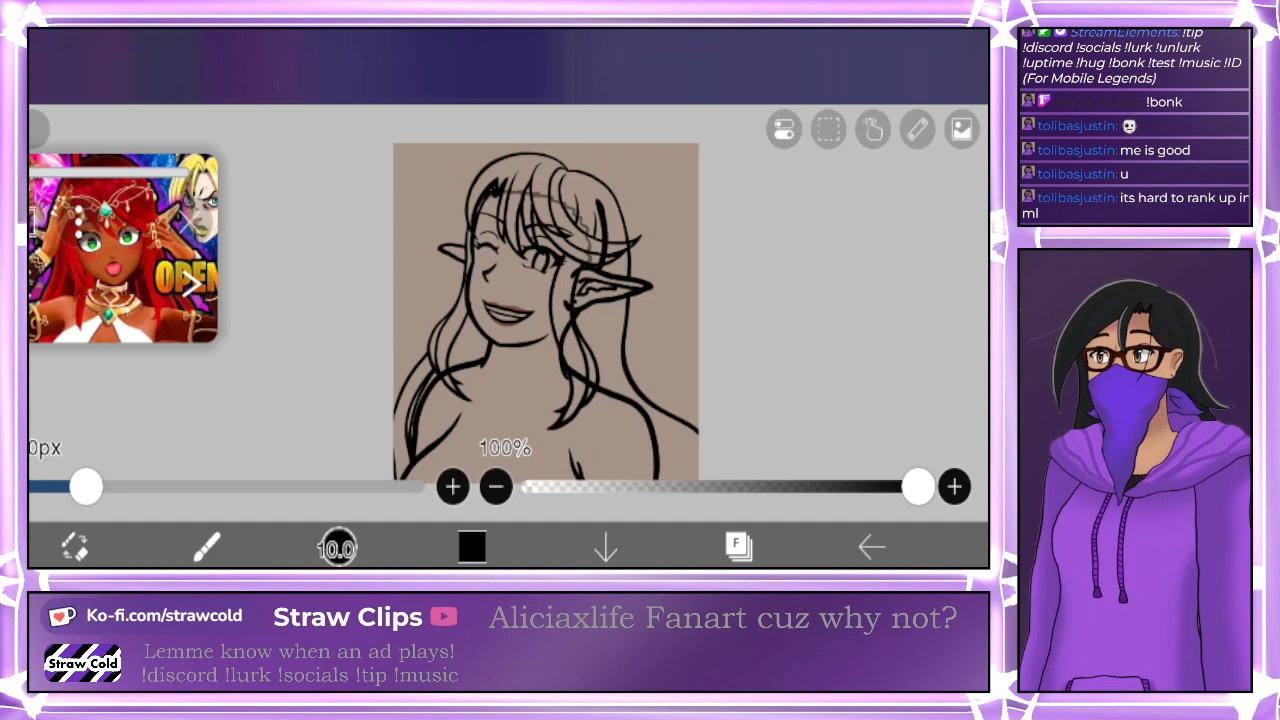 StreamElements: !tip
!discord !socials !lurk !unlurk
!uptime !hug !bonk !test !music !ID
(For Mobile Legends)
!bonk
tolibasjustin:
tolibasjustin: me is good
tolibasjustin: u
tolibasjustin: its hard to rank up in
ml
OPEN
0px
100%
10.0
F
Ko-fi.com/strawcold
Straw Clips
Aliciaxlife Fanart cuz why not?
Straw Cold
Lemme know when an ad plays!
!discord !lurk !socials !tip !music